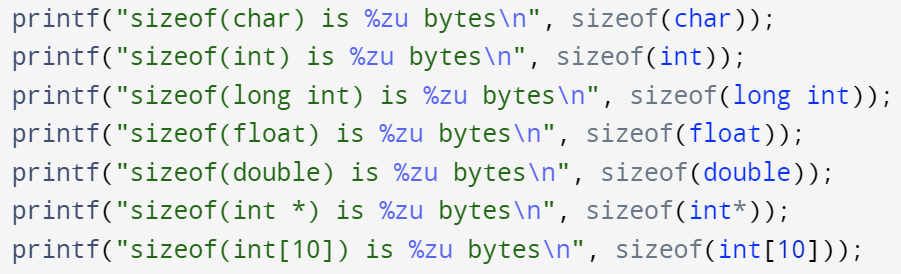 printf("sizeof(char) is %zu bytes\n", sizeof(char));
printf("sizeof(int) is %zu bytes\n", sizeof(int));
printf("sizeof(long int) is %zu bytes\n", sizeof(long int));
printf("sizeof(float) is %zu bytes\n", sizeof(float));
printf("sizeof(double) is %zu bytes\n", sizeof(double));
printf("sizeof(int *) is %zu bytes\n", sizeof(int*));
printf("sizeof(int[10]) is %zu bytes\n", sizeof(int[10]));